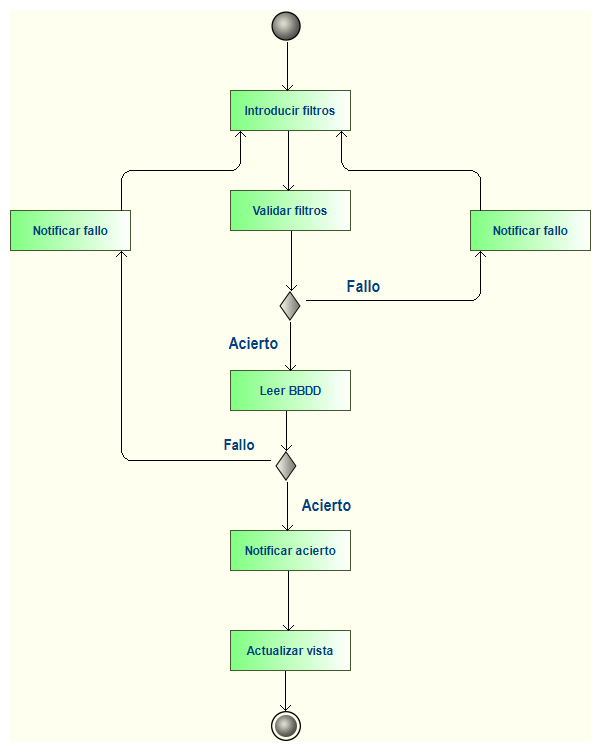 Introducir filtros
Validar filtros
Notificar fallo
Notificar fallo
Fallo
Acierto
Leer BBDD
Fallo
Acierto
Notificar acierto
Actualizar vista